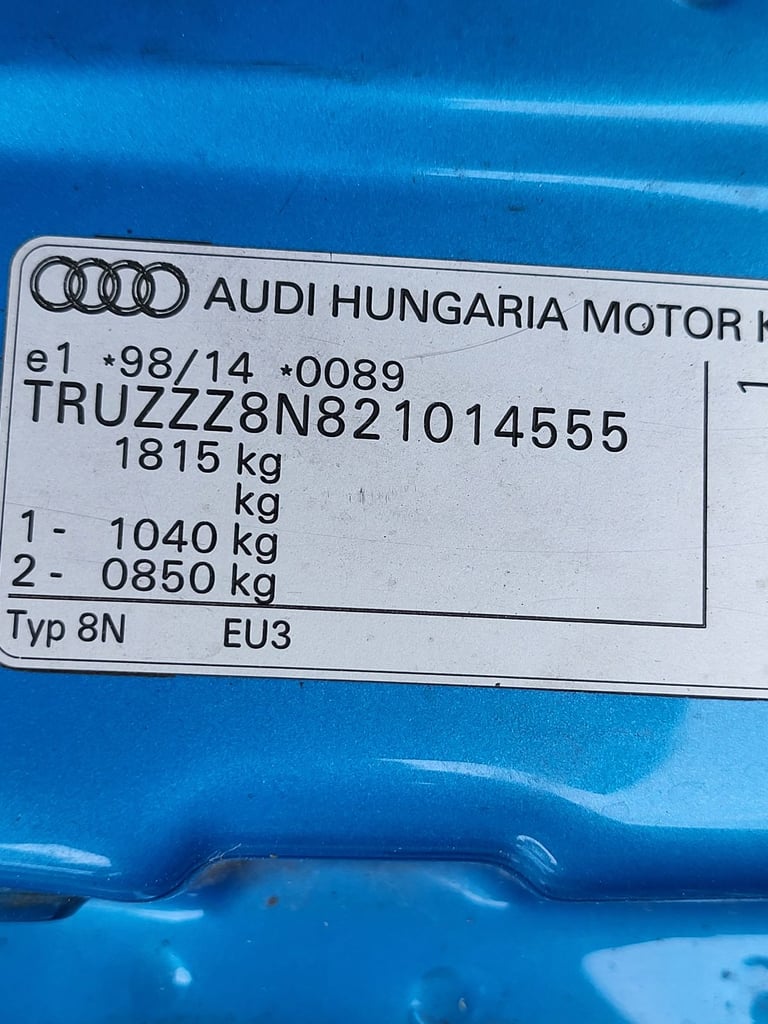 AUDI HUNGARIA MOTOR K
e1 *98/14 *0089
TRUZZZ8N821014555
1815 kg
kg
1 - 1040 kg
2 - 0850 kg
Typ 8N EU3